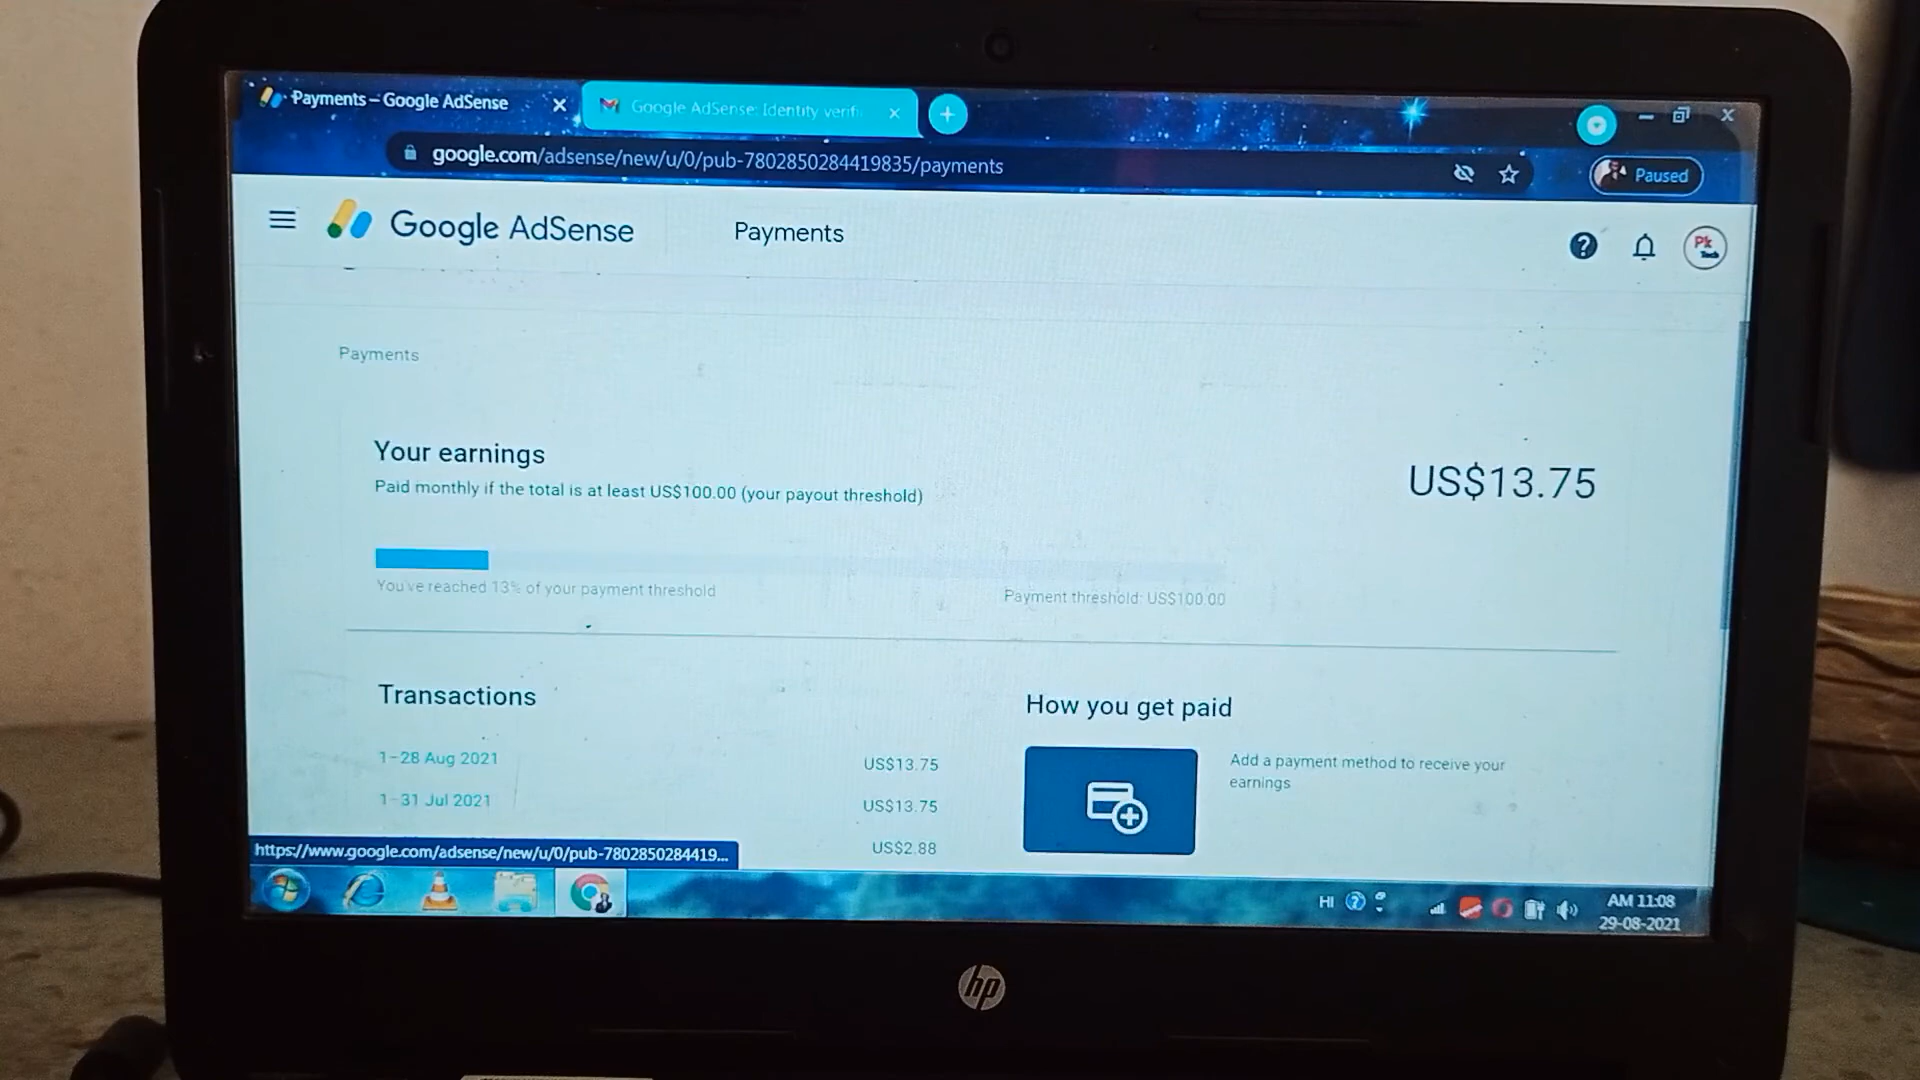 Payments – Google AdSense
Google AdSense: Identity verifi
google.com/adsense/new/u/0/pub-7802850284419835/payments
Paused
Google AdSense
Payments
Pk
Tech
Payments
Your earnings
US$13.75
Paid monthly if the total is at least US$100.00 (your payout threshold)
You've reached 13% of your payment threshold
Payment threshold: US$100.00
Transactions
How you get paid
1–28 Aug 2021
US$13.75
Add a payment method to receive your
earnings
1–31 Jul 2021
US$13.75
US$2.88
https://www.google.com/adsense/new/u/0/pub-7802850284419...
HI
AM 11:08
29-08-2021
hp